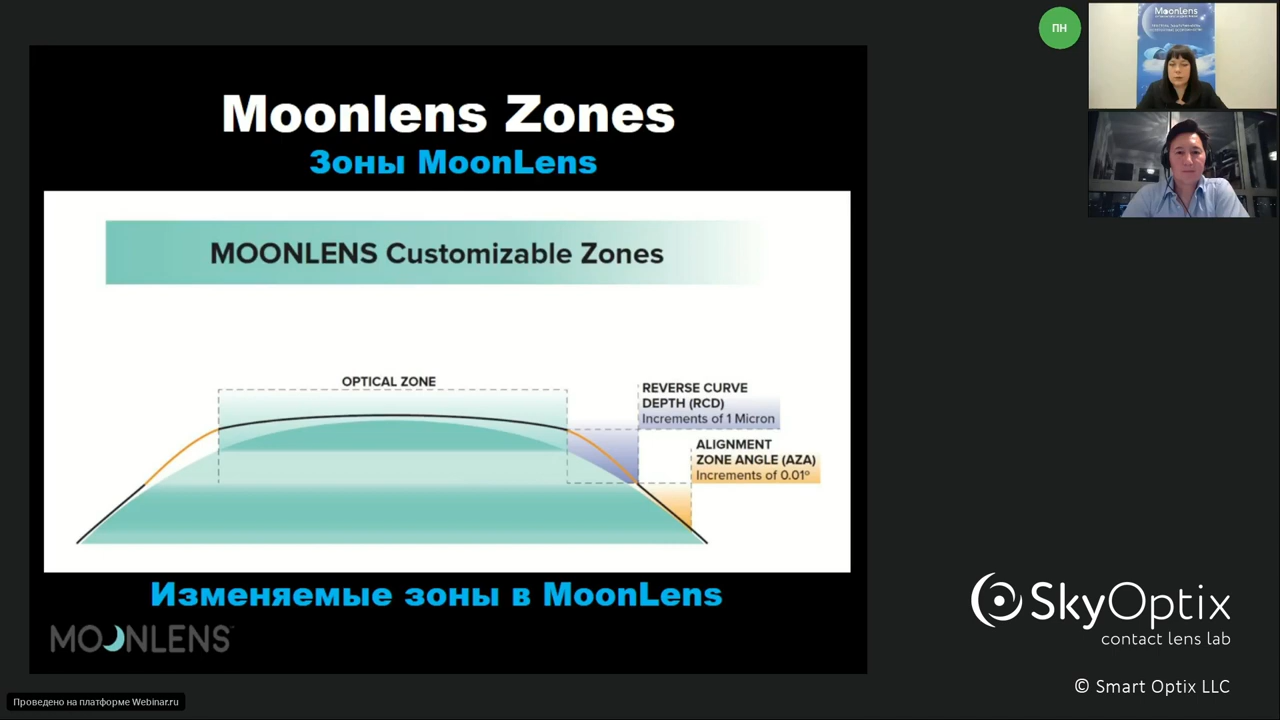 Moonlens Zones
Зоны MoonLens
MOONLENS Customizable Zones
OPTICAL ZONE
REVERSE CURVE
DEPTH (RCD)
Increments of 1 Micron
ALIGNMENT
ZONE ANGLE (AZA)
Increments of 0.01º
Изменяемые зоны в MoonLens
MOONLENS™
ПН
MoonLens
SkyOptix
contact lens lab
© Smart Optix LLC
Проведено на платформе Webinar.ru